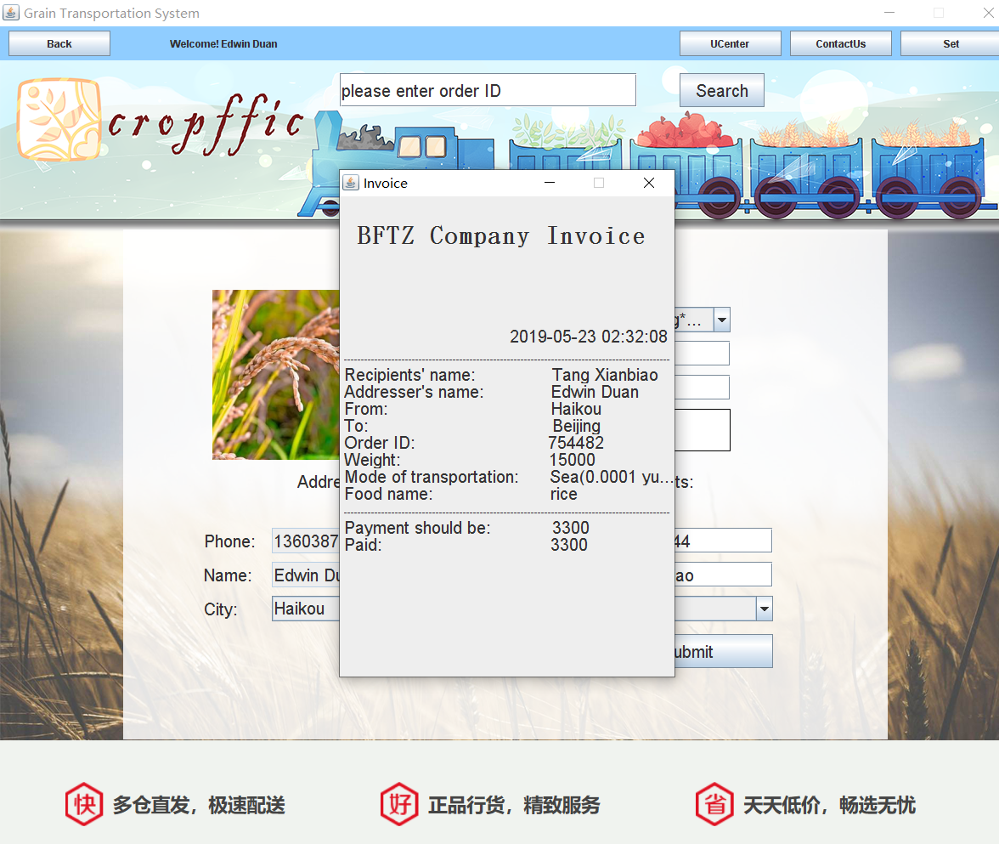 Grain Transportation System
Back
Welcome! Edwin Duan
UCenter
ContactUs
Set
cropffic
please enter order ID
Search
Invoice
BFTZ Company Invoice
2019-05-23 02:32:08
Recipients' name: Tang Xianbiao
Addresser's name: Edwin Duan
From: Haikou
To: Beijing
Order ID: 754482
Weight: 15000
Mode of transportation: Sea(0.0001 yu...
Food name: rice
Payment should be: 3300
Paid: 3300
g*...
Addre
ts:
Phone: 1360387
44
Name: Edwin Du
ao
City: Haikou
ubmit
快 多仓直发，极速配送
好 正品行货，精致服务
省 天天低价，畅选无忧